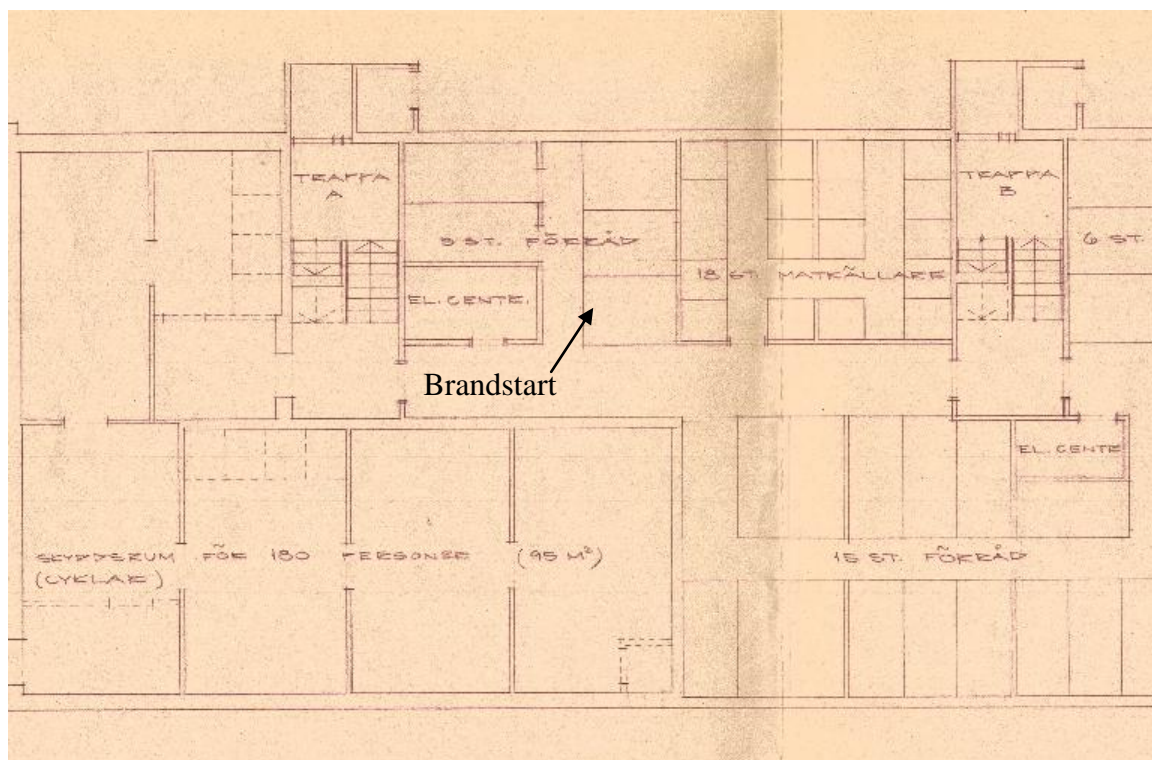 TRAPPA
A
TRAPPA
B
5 ST. FÖRRÅD
6 ST.
18 ST. MATKÄLLARE
EL. CENTR.
Brandstart
EL. CENTR
SKYDDSRUM FÖR 180 PERSONER (95 M²)
(CYKLAR)
15 ST. FÖRRÅD